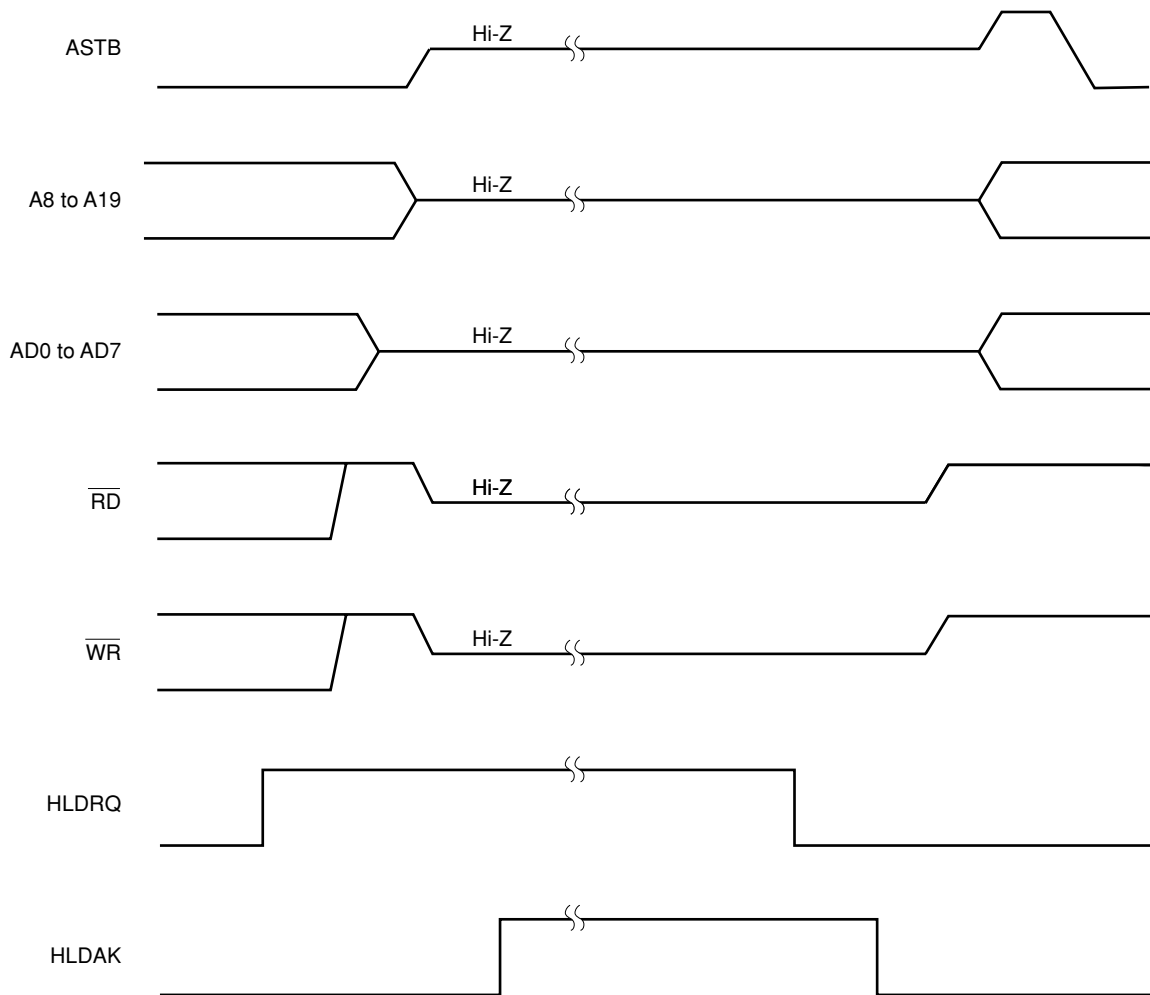 ASTB
Hi-Z
A8 to A19
Hi-Z
AD0 to AD7
Hi-Z
RD
Hi-Z
WR
Hi-Z
HLDRQ
HLDAK